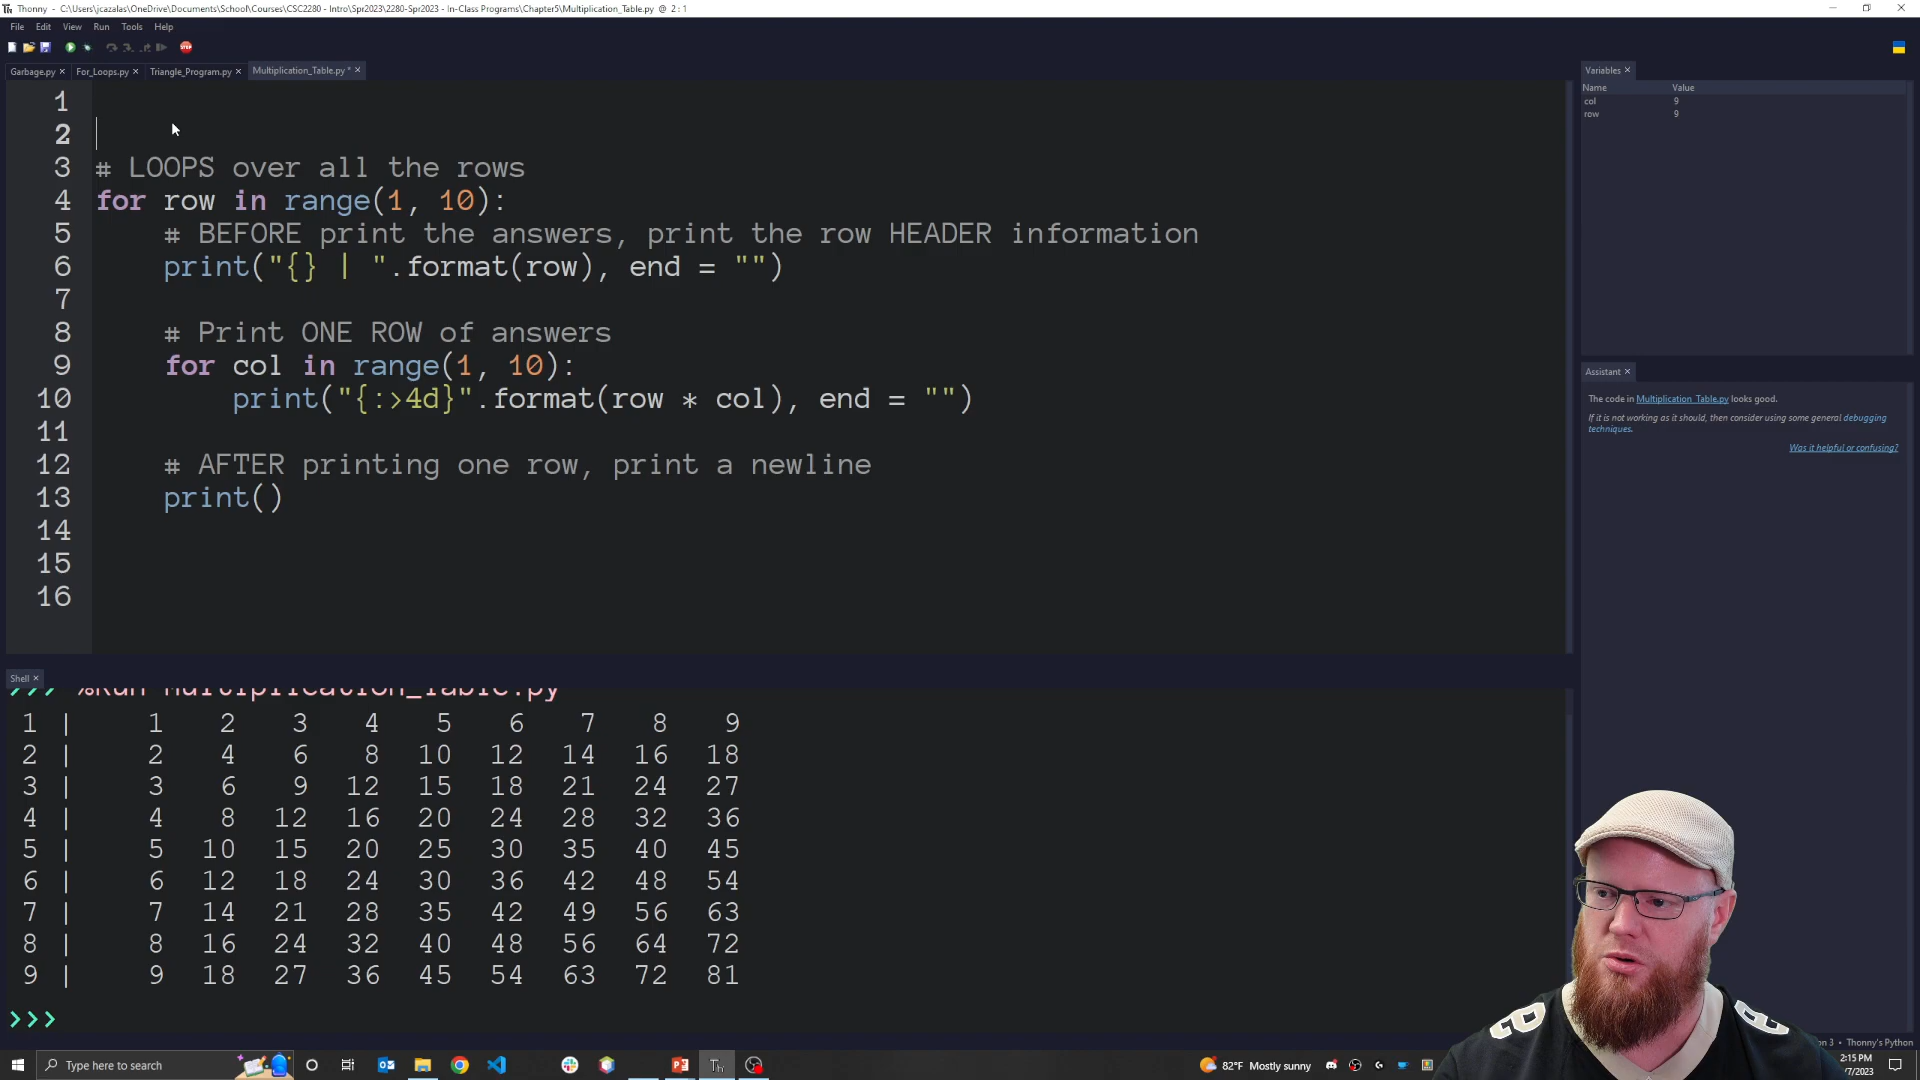 Thonny - C:\Users\jcazalas\OneDrive\Documents\School\Courses\CSC2280 - Intro\Spr2023\2280-Spr2023 - In-Class Programs\Chapter5\Multiplication_Table.py @ 2 : 1
File Edit View Run Tools Help
STOP
Garbage.py × For_Loops.py × Triangle_Program.py × Multiplication_Table.py * ×
1
2
3 # LOOPS over all the rows
4 for row in range(1, 10):
5 # BEFORE print the answers, print the row HEADER information
6 print("{} | ".format(row), end = "")
7
8 # Print ONE ROW of answers
9 for col in range(1, 10):
10 print("{:>4d}".format(row * col), end = "")
11
12 # AFTER printing one row, print a newline
13 print()
14
15
16
Variables ×
Name Value
col 9
row 9
Assistant ×
The code in Multiplication_Table.py looks good.
If it is not working as it should, then consider using some general debugging
techniques.
Was it helpful or confusing?
Shell ×
>>> %Run Multiplication_Table.py
1 | 1 2 3 4 5 6 7 8 9
2 | 2 4 6 8 10 12 14 16 18
3 | 3 6 9 12 15 18 21 24 27
4 | 4 8 12 16 20 24 28 32 36
5 | 5 10 15 20 25 30 35 40 45
6 | 6 12 18 24 30 36 42 48 54
7 | 7 14 21 28 35 42 49 56 63
8 | 8 16 24 32 40 48 56 64 72
9 | 9 18 27 36 45 54 63 72 81
>>>
3 • Thonny's Python
Type here to search
Th
82°F Mostly sunny
2:15 PM
/7/2023